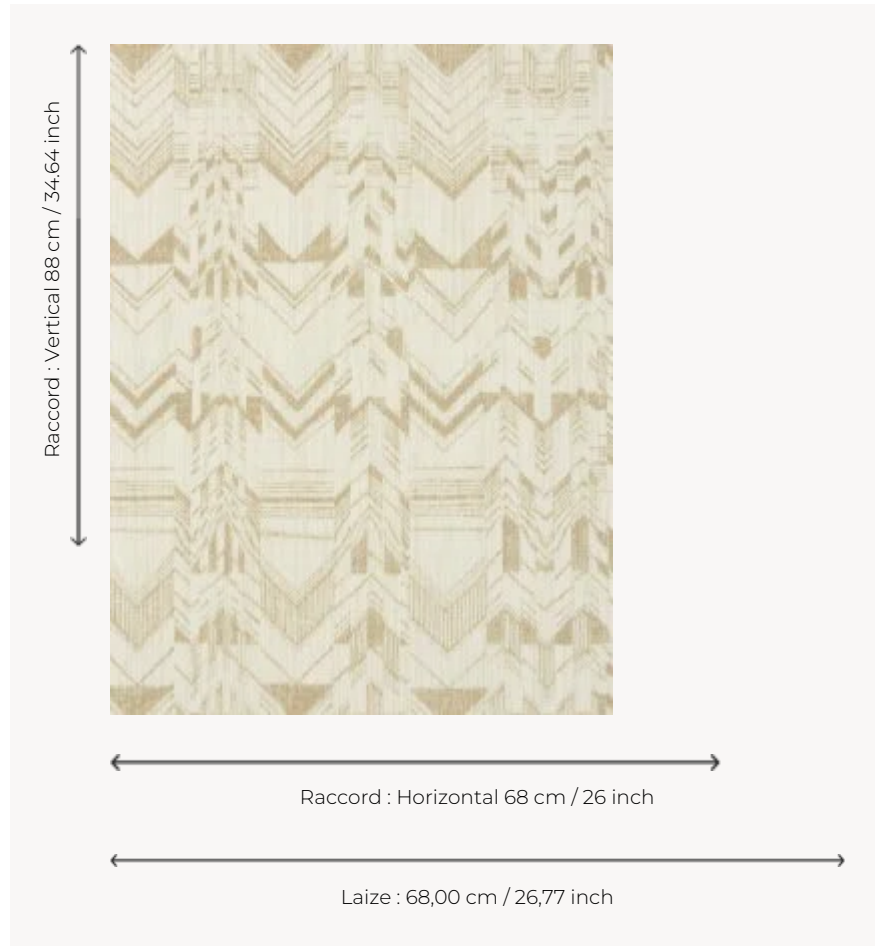 Raccord : Vertical 88 cm / 34.64 inch
Raccord : Horizontal 68 cm / 26 inch
Laize : 68,00 cm / 26,77 inch